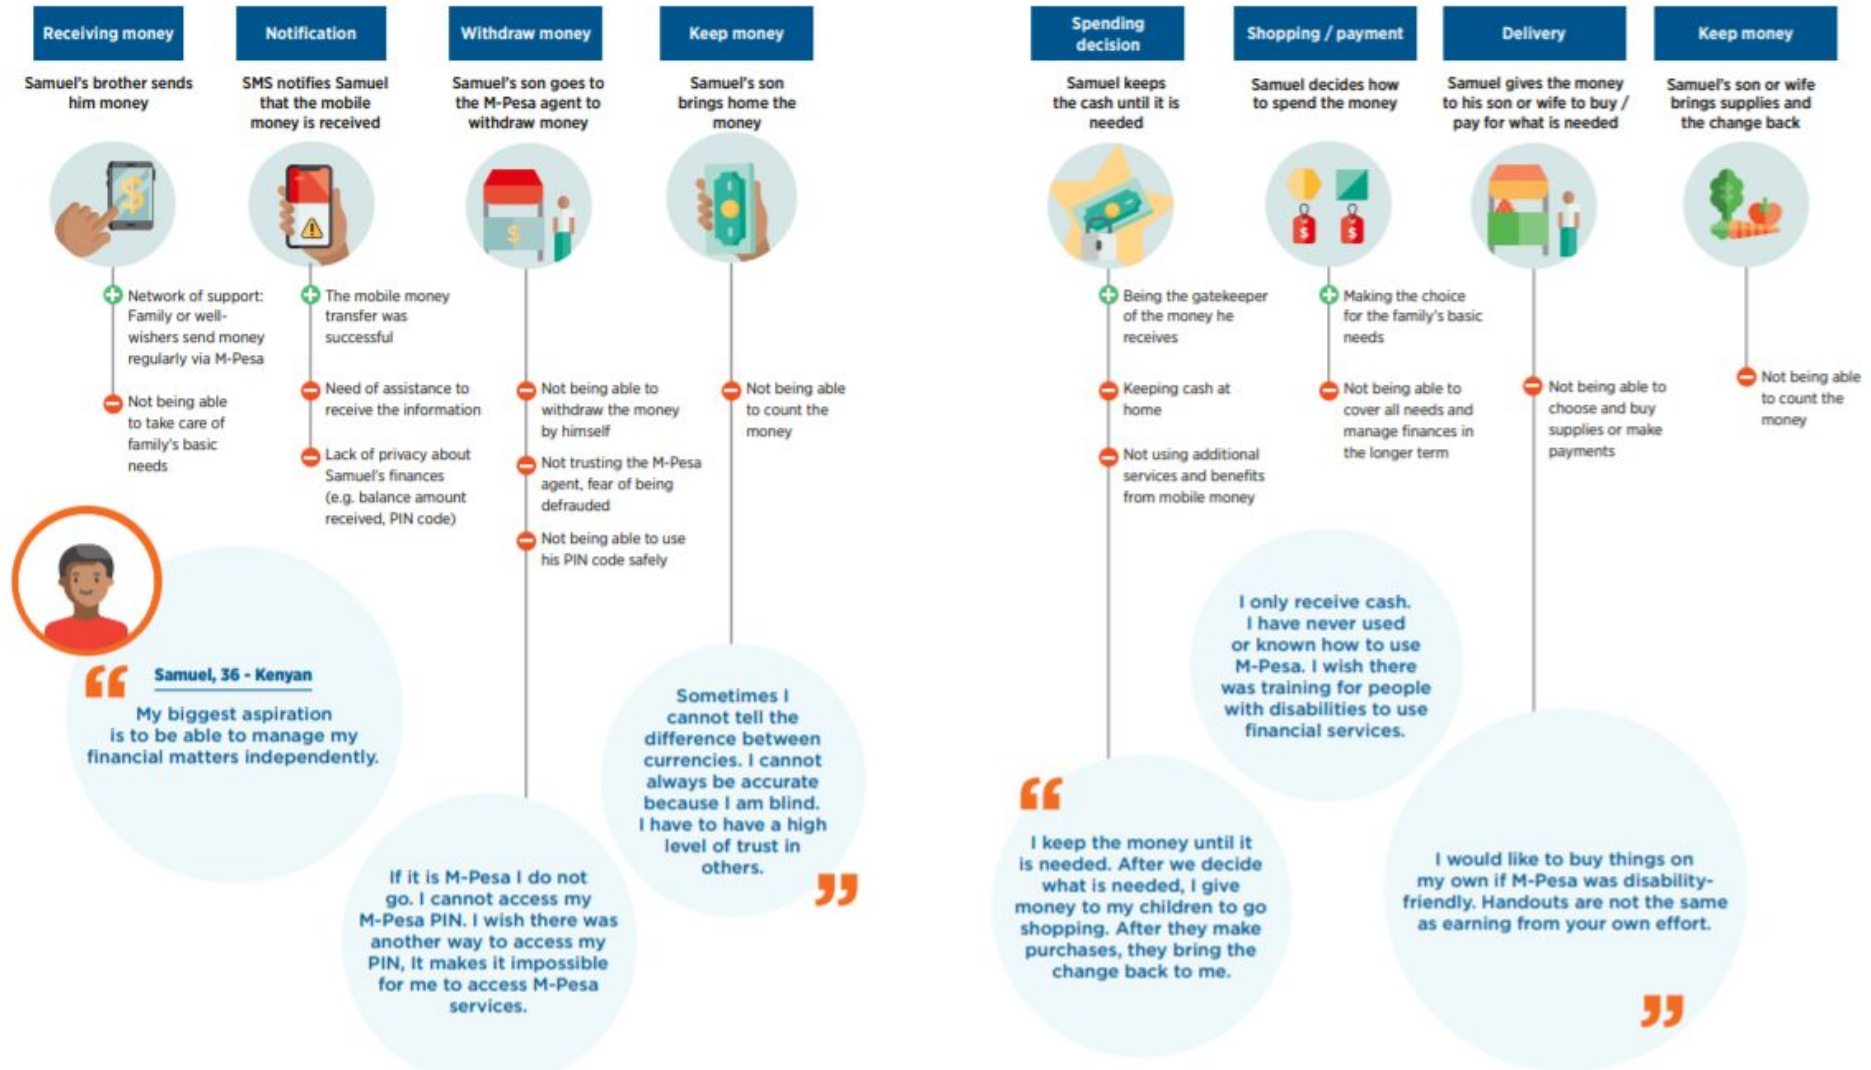 Receiving money
Samuel's brother sends
him money
Network of support:
Family or well-
wishers send money
regularly via M-Pesa
Not being able
to take care of
family's basic
needs
Notification
SMS notifies Samuel
that the mobile
money is received
The mobile money
transfer was
successful
Need of assistance to
receive the information
Lack of privacy about
Samuel's finances
(e.g. balance amount
received, PIN code)
Withdraw money
Samuel's son goes to
the M-Pesa agent to
withdraw money
$
Not being able to
withdraw the money
by himself
Not trusting the M-Pesa
agent, fear of being
defrauded
Not being able to use
his PIN code safely
Keep money
Samuel's son
brings home the
money
Not being able
to count the
money
Samuel, 36 - Kenyan
My biggest aspiration
is to be able to manage my
financial matters independently.
If it is M-Pesa I do not
go. I cannot access my
M-Pesa PIN. I wish there was
another way to access my
PIN, It makes it impossible
for me to access M-Pesa
services.
Sometimes I
cannot tell the
difference between
currencies. I cannot
always be accurate
because I am blind.
I have to have a high
level of trust in
others.
Spending
decision
Samuel keeps
the cash until it is
needed
Being the gatekeeper
of the money he
receives
Keeping cash at
home
Not using additional
services and benefits
from mobile money
Shopping / payment
Samuel decides how
to spend the money
$ $
Making the choice
for the family's basic
needs
Not being able to
cover all needs and
manage finances in
the longer term
Delivery
Samuel gives the money
to his son or wife to buy /
pay for what is needed
Not being able to
choose and buy
supplies or make
payments
Keep money
Samuel's son or wife
brings supplies and
the change back
Not being able
to count the
money
I keep the money until it
is needed. After we decide
what is needed, I give
money to my children to go
shopping. After they make
purchases, they bring the
change back to me.
I only receive cash.
I have never used
or known how to use
M-Pesa. I wish there
was training for people
with disabilities to use
financial services.
I would like to buy things on
my own if M-Pesa was disability-
friendly. Handouts are not the same
as earning from your own effort.